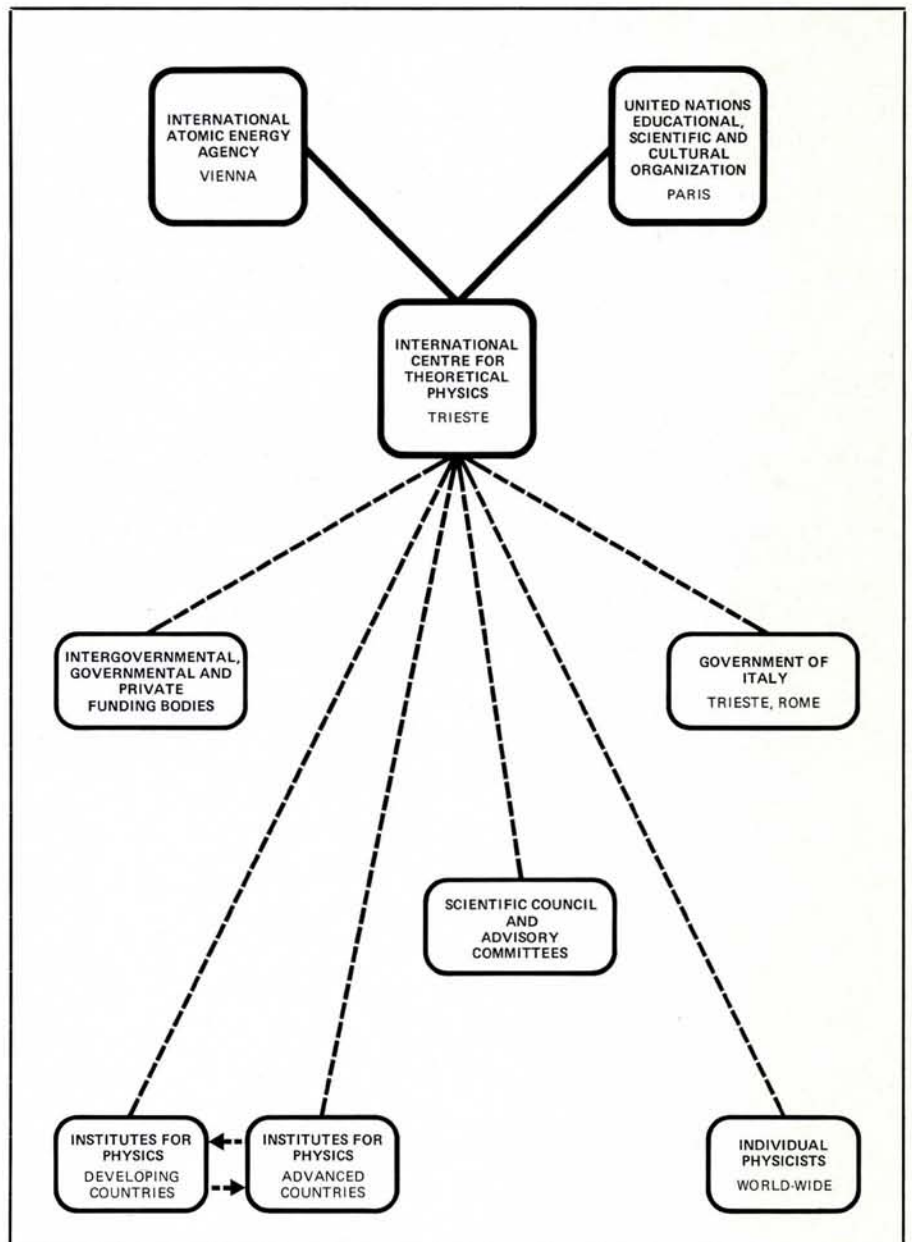 INTERNATIONAL
ATOMIC ENERGY
AGENCY
VIENNA
UNITED NATIONS
EDUCATIONAL,
SCIENTIFIC AND
CULTURAL
ORGANIZATION
PARIS
INTERNATIONAL
CENTRE FOR
THEORETICAL
PHYSICS
TRIESTE
INTERGOVERNMENTAL,
GOVERNMENTAL AND
PRIVATE
FUNDING BODIES
GOVERNMENT OF
ITALY
TRIESTE, ROME
SCIENTIFIC COUNCIL
AND
ADVISORY
COMMITTEES
INSTITUTES FOR
PHYSICS
DEVELOPING
COUNTRIES
INSTITUTES FOR
PHYSICS
ADVANCED
COUNTRIES
INDIVIDUAL
PHYSICISTS
WORLD-WIDE